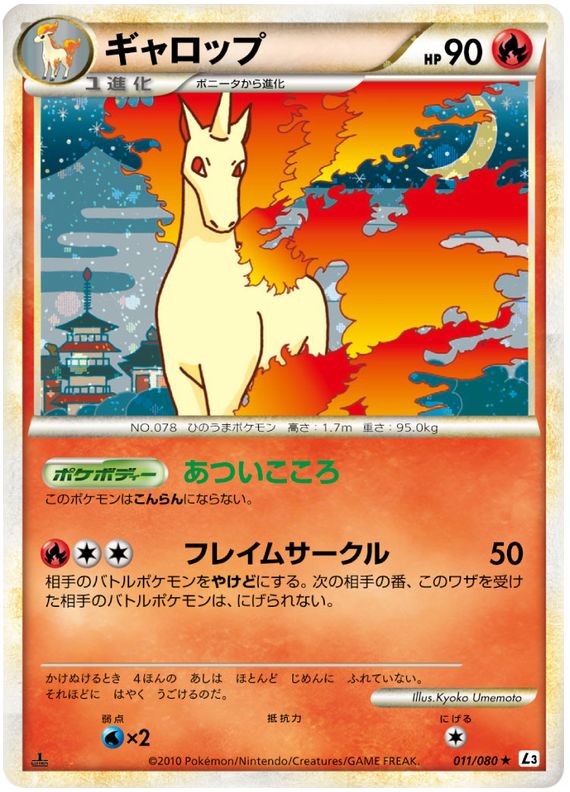 ギャロップ
HP90
1進化
ポニータから進化
NO.078 ひのうまポケモン 高さ：1.7m 重さ：95.0kg
ポケボディー あついこころ
このポケモンはこんらんにならない。
フレイムサークル 50
相手のバトルポケモンをやけどにする。次の相手の番、このワザを受け
た相手のバトルポケモンは、にげられない。
かけぬけるとき 4ほんの あしは ほとんど じめんに ふれていない。
それほどに はやく うごけるのだ。
Illus.Kyoko Umemoto
弱点 抵抗力 にげる
×2
©2010 Pokémon/Nintendo/Creatures/GAME FREAK.
011/080 ★ L3